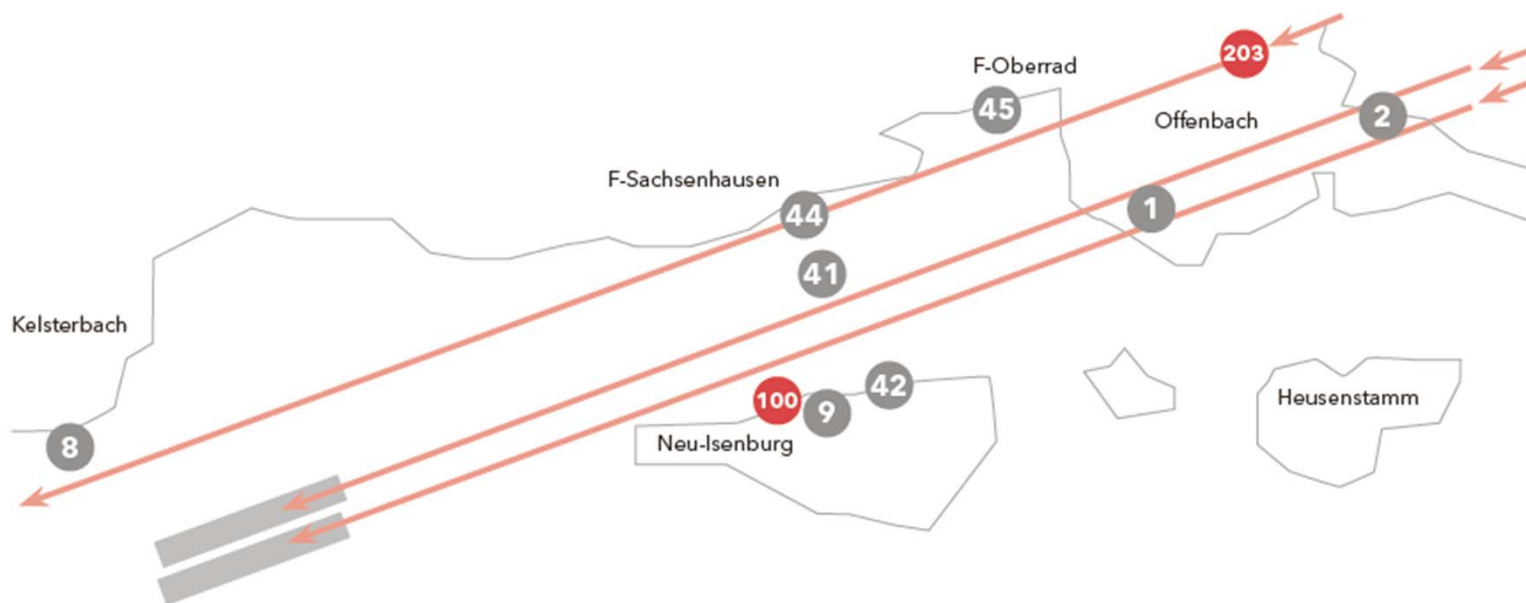 203
F-Oberrad
45
2
Offenbach
F-Sachsenhausen
44
1
41
Kelsterbach
42
100
9
Heusenstamm
8
Neu-Isenburg